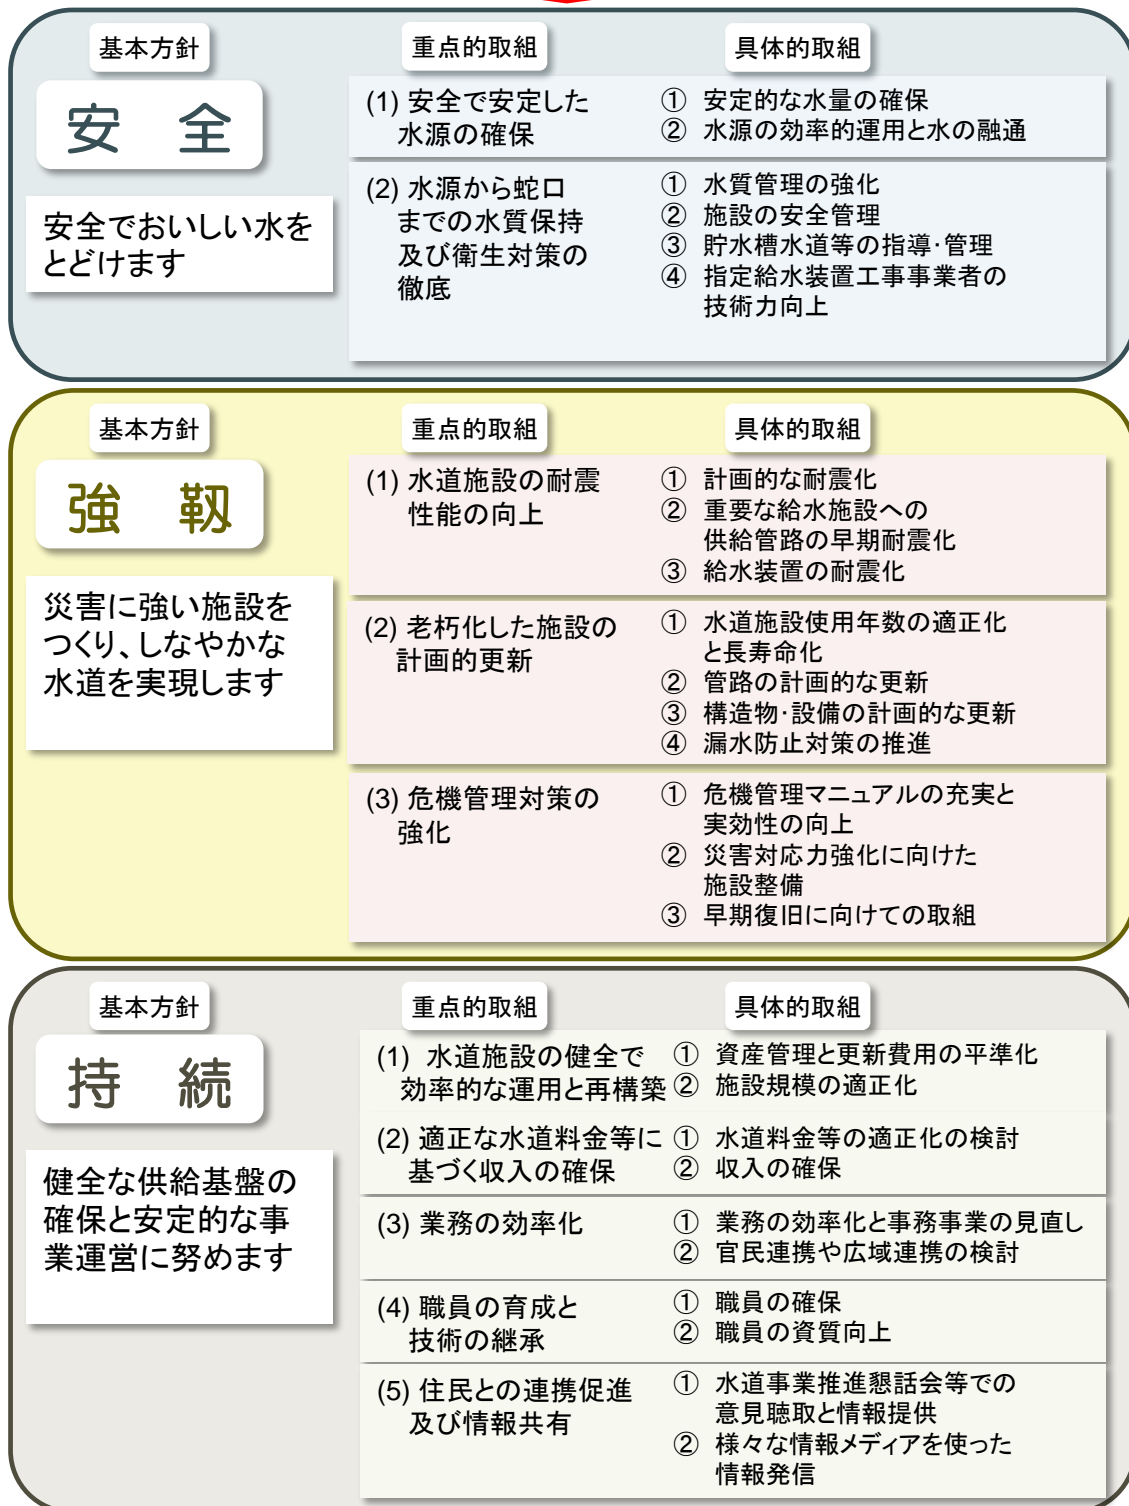 基本方針
重点的取組
具体的取組
安 全
安全でおいしい水を
とどけます
(1) 安全で安定した
水源の確保
① 安定的な水量の確保
② 水源の効率的運用と水の融通
(2) 水源から蛇口
までの水質保持
及び衛生対策の
徹底
① 水質管理の強化
② 施設の安全管理
③ 貯水槽水道等の指導・管理
④ 指定給水装置工事事業者の
技術力向上
基本方針
重点的取組
具体的取組
強 靱
災害に強い施設を
つくり、しなやかな
水道を実現します
(1) 水道施設の耐震
性能の向上
① 計画的な耐震化
② 重要な給水施設への
供給管路の早期耐震化
③ 給水装置の耐震化
(2) 老朽化した施設の
計画的更新
① 水道施設使用年数の適正化
と長寿命化
② 管路の計画的な更新
③ 構造物・設備の計画的な更新
④ 漏水防止対策の推進
(3) 危機管理対策の
強化
① 危機管理マニュアルの充実と
実効性の向上
② 災害対応力強化に向けた
施設整備
③ 早期復旧に向けての取組
基本方針
重点的取組
具体的取組
持 続
健全な供給基盤の
確保と安定的な事
業運営に努めます
(1) 水道施設の健全で
効率的な運用と再構築
① 資産管理と更新費用の平準化
② 施設規模の適正化
(2) 適正な水道料金等に
基づく収入の確保
① 水道料金等の適正化の検討
② 収入の確保
(3) 業務の効率化
① 業務の効率化と事務事業の見直し
② 官民連携や広域連携の検討
(4) 職員の育成と
技術の継承
① 職員の確保
② 職員の資質向上
(5) 住民との連携促進
及び情報共有
① 水道事業推進懇話会等での
意見聴取と情報提供
② 様々な情報メディアを使った
情報発信